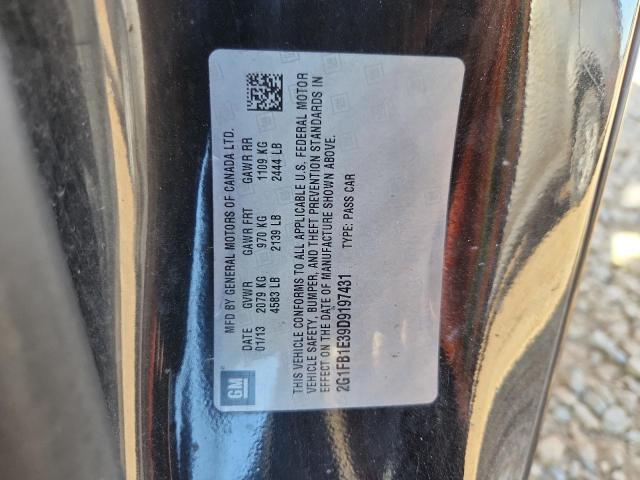 GM
MFD BY GENERAL MOTORS OF CANADA LTD.
DATE GVWR GAWR FRT GAWR RR
01/13 2079 KG 970 KG 1109 KG
4583 LB 2139 LB 2444 LB
THIS VEHICLE CONFORMS TO ALL APPLICABLE U.S. FEDERAL MOTOR
VEHICLE SAFETY, BUMPER, AND THEFT PREVENTION STANDARDS IN
EFFECT ON THE DATE OF MANUFACTURE SHOWN ABOVE.
2G1FB1E39D9197431 TYPE: PASS CAR